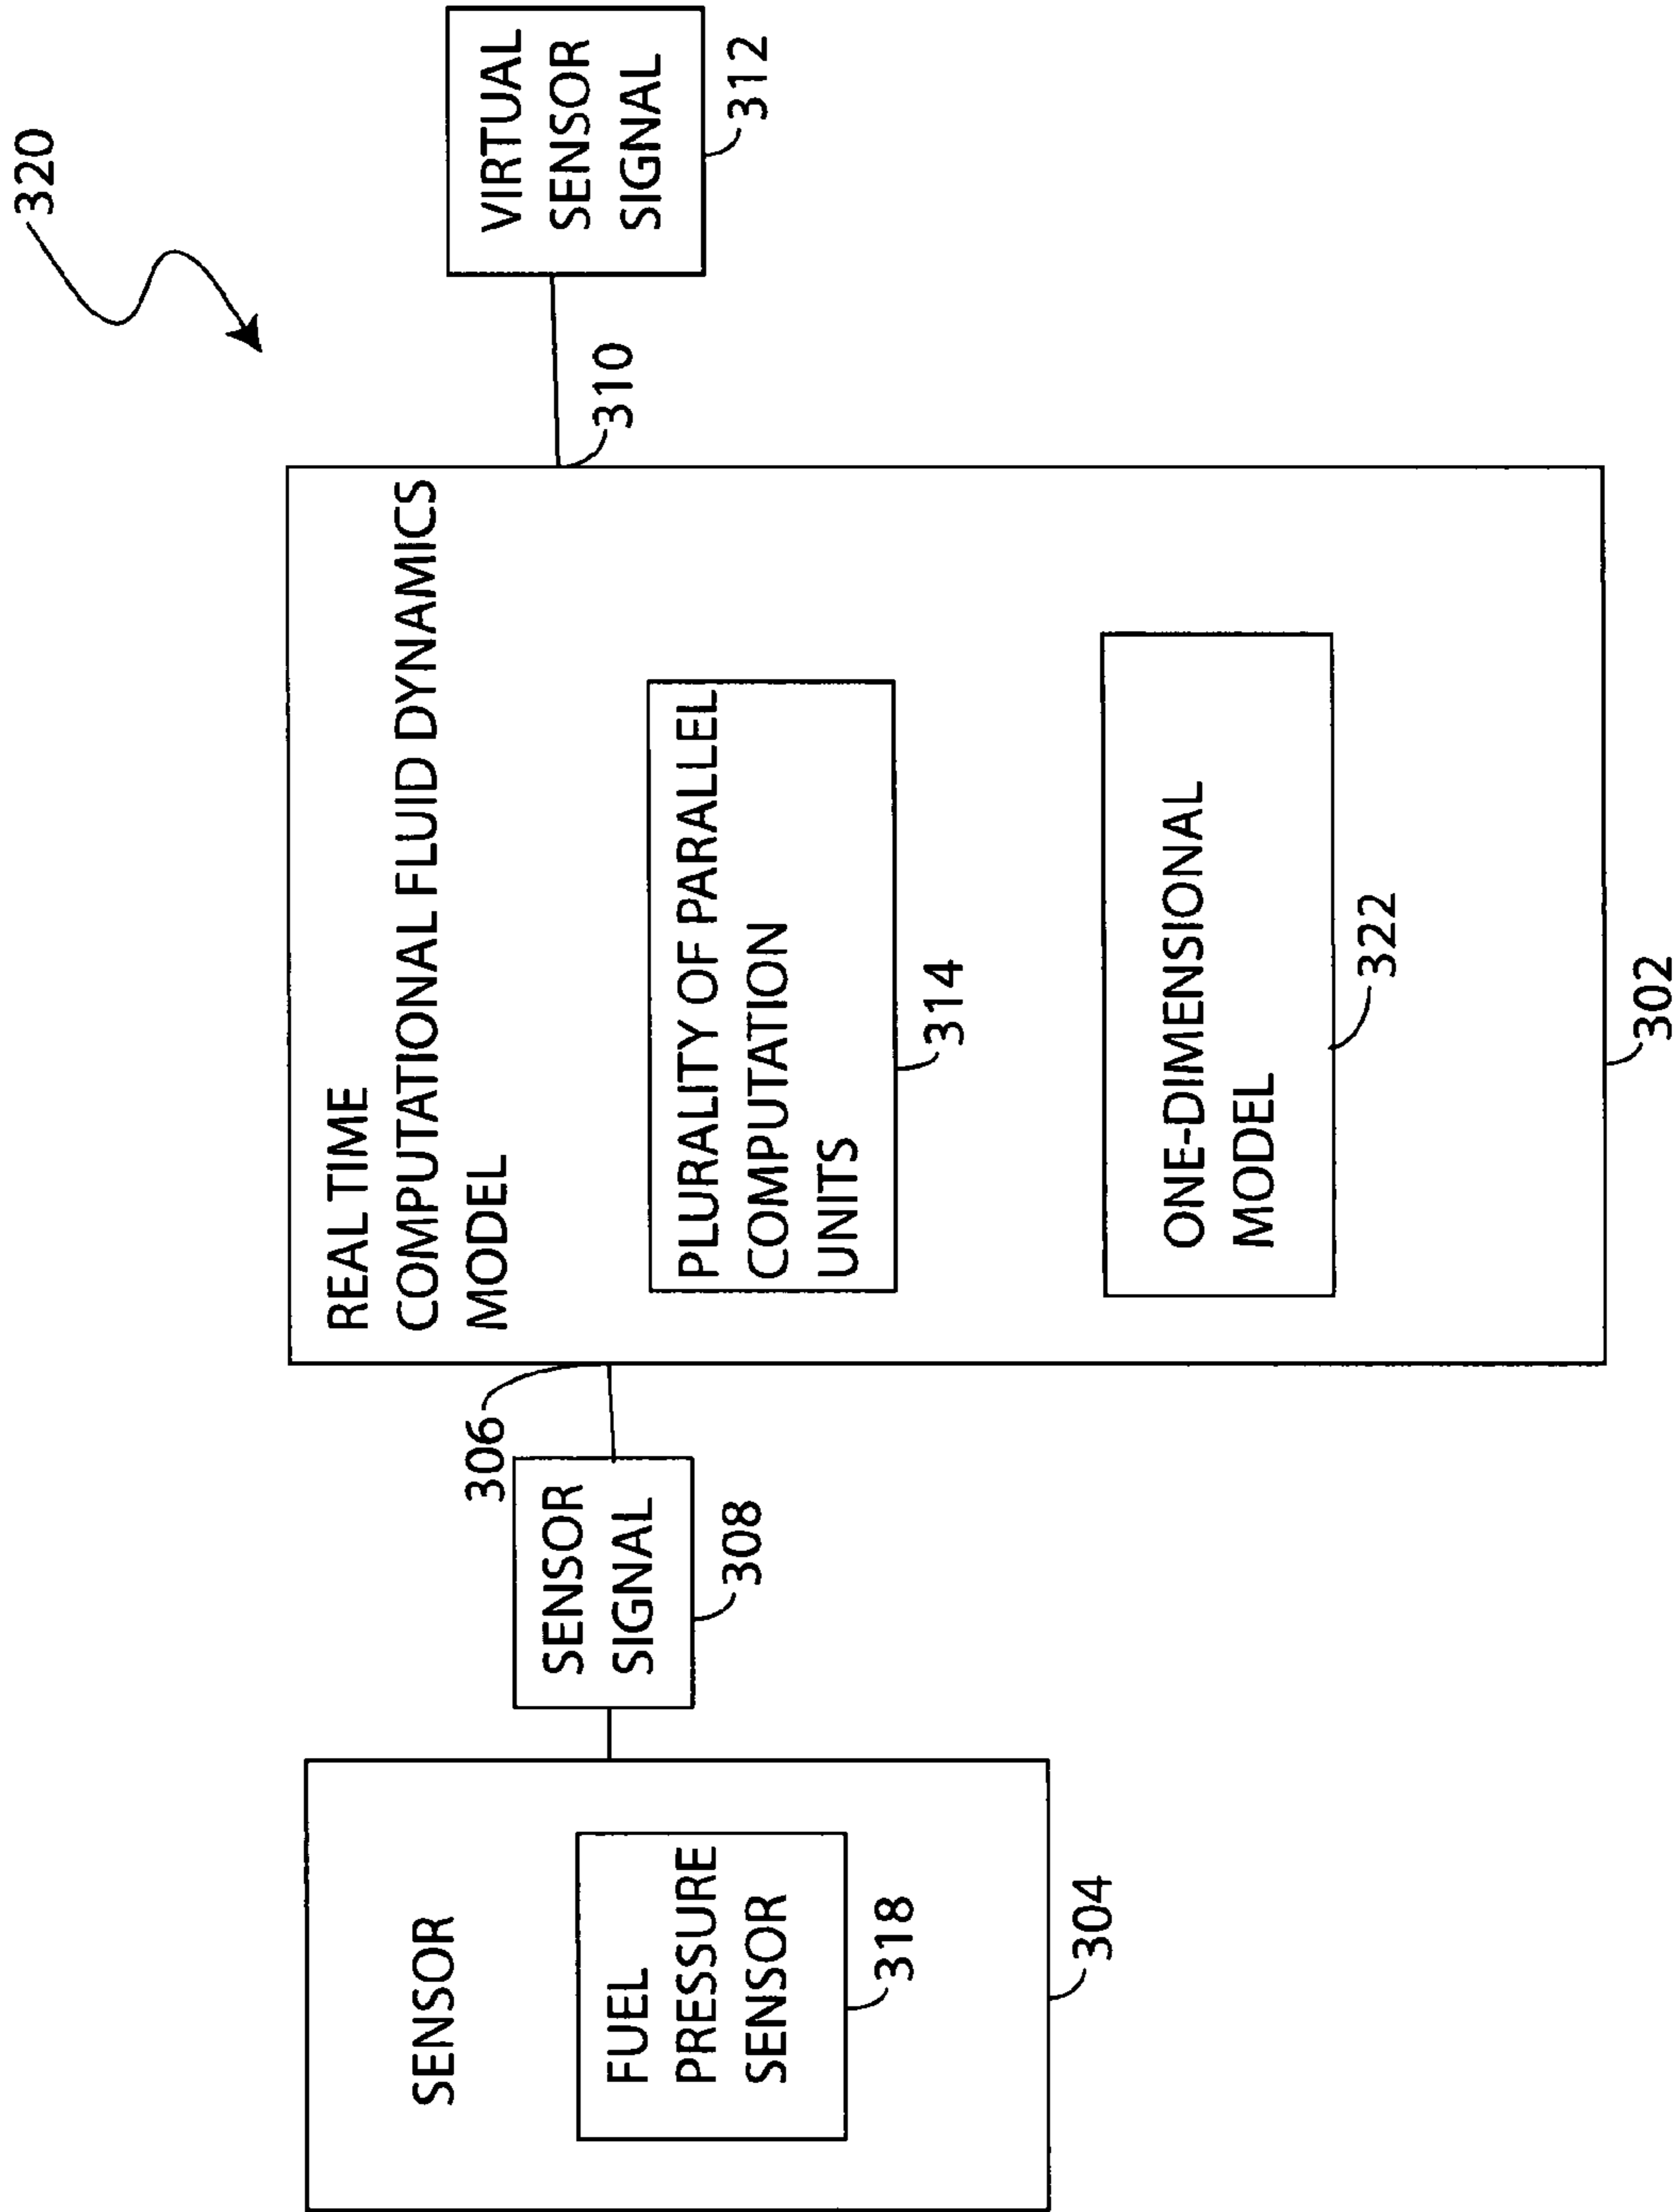 320
SENSOR
FUEL
PRESSURE
SENSOR
318
304
SENSOR
SIGNAL
308
306
REAL TIME
COMPUTATIONAL FLUID DYNAMICS
MODEL
PLURALITY OF PARALLEL
COMPUTATION
UNITS
314
ONE-DIMENSIONAL
MODEL
322
302
310
VIRTUAL
SENSOR
SIGNAL
312